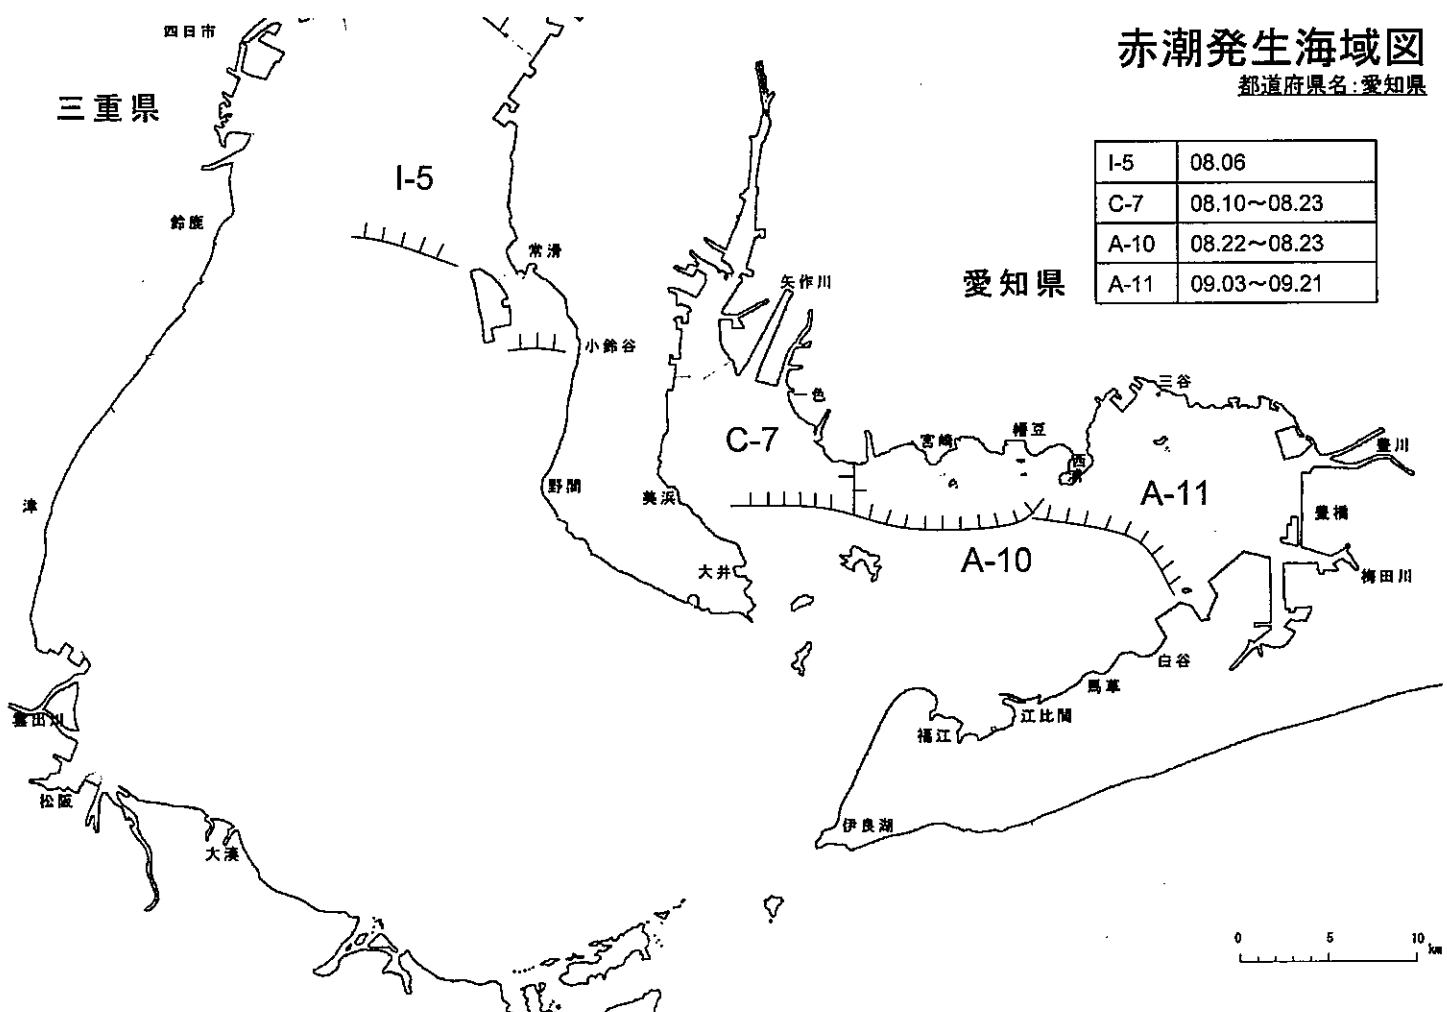 赤潮発生海域図
都道府県名:愛知県
I-5 08.06
C-7 08.10～08.23
A-10 08.22～08.23
A-11 09.03～09.21
四日市
三重県
I-5
鈴鹿
常滑
愛知県
矢作川
小鈴谷
三谷
一色
C-7
宮崎
幡豆
西浦
豊川
津
野間
美浜
A-11
豊橋
大井
A-10
梅田川
白谷
馬草
雲出川
福江
江比間
松阪
伊良湖
大湊
0 5 10 km